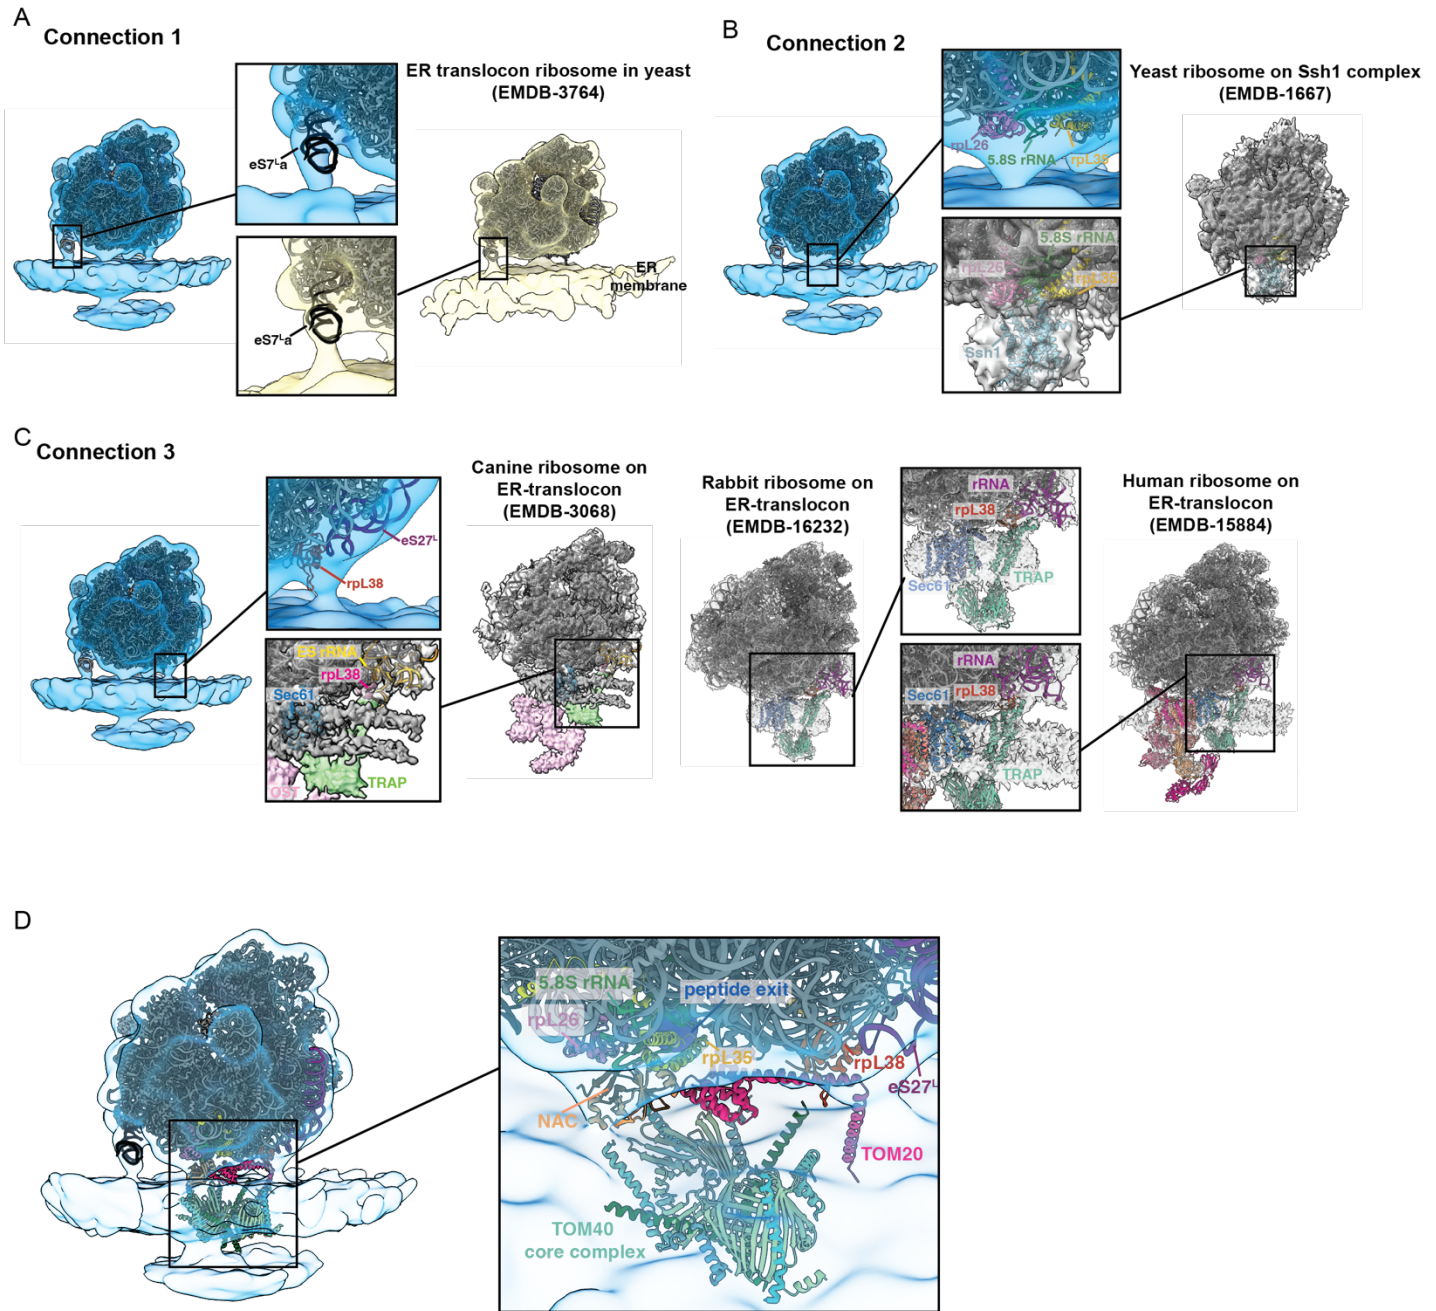 A
Connection 1
ER translocon ribosome in yeast
(EMDB-3764)
eS7ᴸa
eS7ᴸa
ER
membrane
B
Connection 2
Yeast ribosome on Ssh1 complex
(EMDB-1667)
rpL26
5.8S rRNA
rpL35
5.8S rRNA
rpL26
rpL35
Ssh1
C
Connection 3
eS27ᴸ
rpL38
Canine ribosome on
ER-translocon
(EMDB-3068)
ES rRNA
rpL38
Sec61
OST
TRAP
Rabbit ribosome on
ER-translocon
(EMDB-16232)
rRNA
rpL38
Sec61
TRAP
Human ribosome on
ER-translocon
(EMDB-15884)
rRNA
Sec61
rpL38
TRAP
D
5.8S rRNA
peptide exit
rpL26
rpL35
rpL38
eS27ᴸ
NAC
TOM20
TOM40
core complex